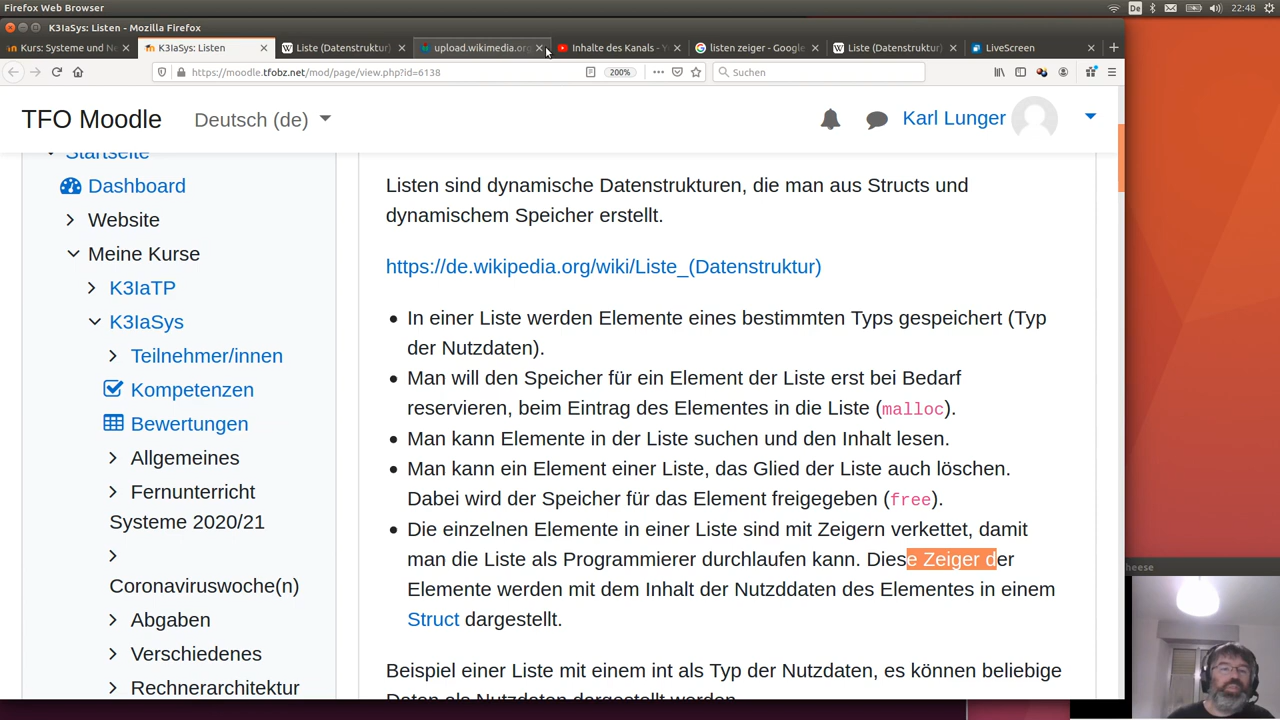 Firefox Web Browser
De
22:48
K3IaSys: Listen - Mozilla Firefox
Kurs: Systeme und Ne
K3IaSys: Listen
Liste (Datenstruktur)
upload.wikimedia.org
Inhalte des Kanals - Y
listen zeiger - Google
Liste (Datenstruktur)
LiveScreen
https://moodle.tfobz.net/mod/page/view.php?id=6138
200%
Suchen
TFO Moodle
Deutsch (de)
Karl Lunger
Startseite
Dashboard
Website
Meine Kurse
K3IaTP
K3IaSys
Teilnehmer/innen
Kompetenzen
Bewertungen
Allgemeines
Fernunterricht
Systeme 2020/21
Coronaviruswoche(n)
Abgaben
Verschiedenes
Rechnerarchitektur
Listen sind dynamische Datenstrukturen, die man aus Structs und
dynamischem Speicher erstellt.
https://de.wikipedia.org/wiki/Liste_(Datenstruktur)
In einer Liste werden Elemente eines bestimmten Typs gespeichert (Typ
der Nutzdaten).
Man will den Speicher für ein Element der Liste erst bei Bedarf
reservieren, beim Eintrag des Elementes in die Liste (malloc).
Man kann Elemente in der Liste suchen und den Inhalt lesen.
Man kann ein Element einer Liste, das Glied der Liste auch löschen.
Dabei wird der Speicher für das Element freigegeben (free).
Die einzelnen Elemente in einer Liste sind mit Zeigern verkettet, damit
man die Liste als Programmierer durchlaufen kann. Diese Zeiger der
Elemente werden mit dem Inhalt der Nutzddaten des Elementes in einem
Struct dargestellt.
Beispiel einer Liste mit einem int als Typ der Nutzdaten, es können beliebige
Daten als Nutzdaten dargestellt werden
heese